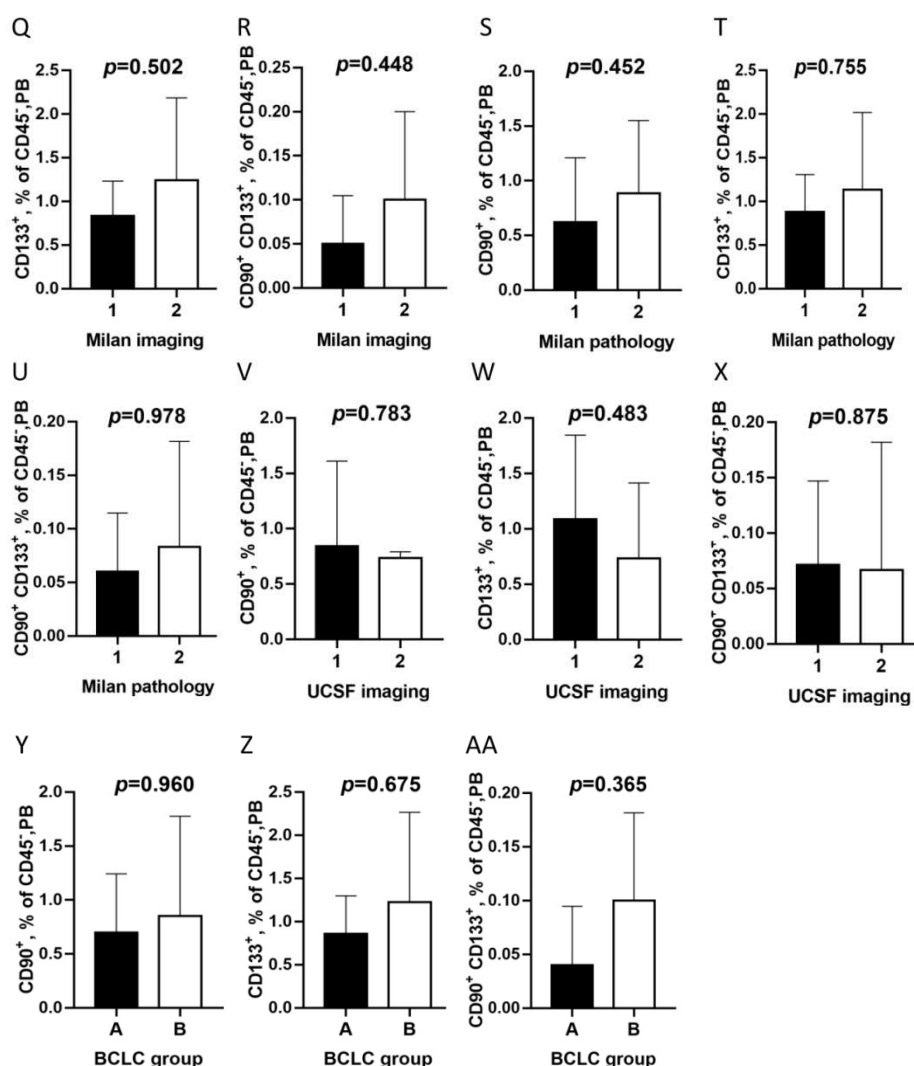 Q
p=0.502
CD133+, % of CD45-,PB
2.5
2.0
1.5
1.0
0.5
0.0
1 2
Milan imaging
R
p=0.448
CD90+ CD133+, % of CD45-,PB
0.25
0.20
0.15
0.10
0.05
0.00
1 2
Milan imaging
S
p=0.452
CD90+, % of CD45-,PB
2.0
1.5
1.0
0.5
0.0
1 2
Milan pathology
T
p=0.755
CD133+, % of CD45-,PB
2.5
2.0
1.5
1.0
0.5
0.0
1 2
Milan pathology
U
p=0.978
CD90+ CD133+, % of CD45-,PB
0.20
0.15
0.10
0.05
0.00
1 2
Milan pathology
V
p=0.783
CD90+, % of CD45-,PB
2.0
1.5
1.0
0.5
0.0
1 2
UCSF imaging
W
p=0.483
CD133+, % of CD45-,PB
2.0
1.5
1.0
0.5
0.0
1 2
UCSF imaging
X
p=0.875
CD90+ CD133+, % of CD45-,PB
0.20
0.15
0.10
0.05
0.00
1 2
UCSF imaging
Y
p=0.960
CD90+, % of CD45-,PB
2.0
1.5
1.0
0.5
0.0
A B
BCLC group
Z
p=0.675
CD133+, % of CD45-,PB
2.5
2.0
1.5
1.0
0.5
0.0
A B
BCLC group
AA
p=0.365
CD90+ CD133+, % of CD45-,PB
0.20
0.15
0.10
0.05
0.00
A B
BCLC group